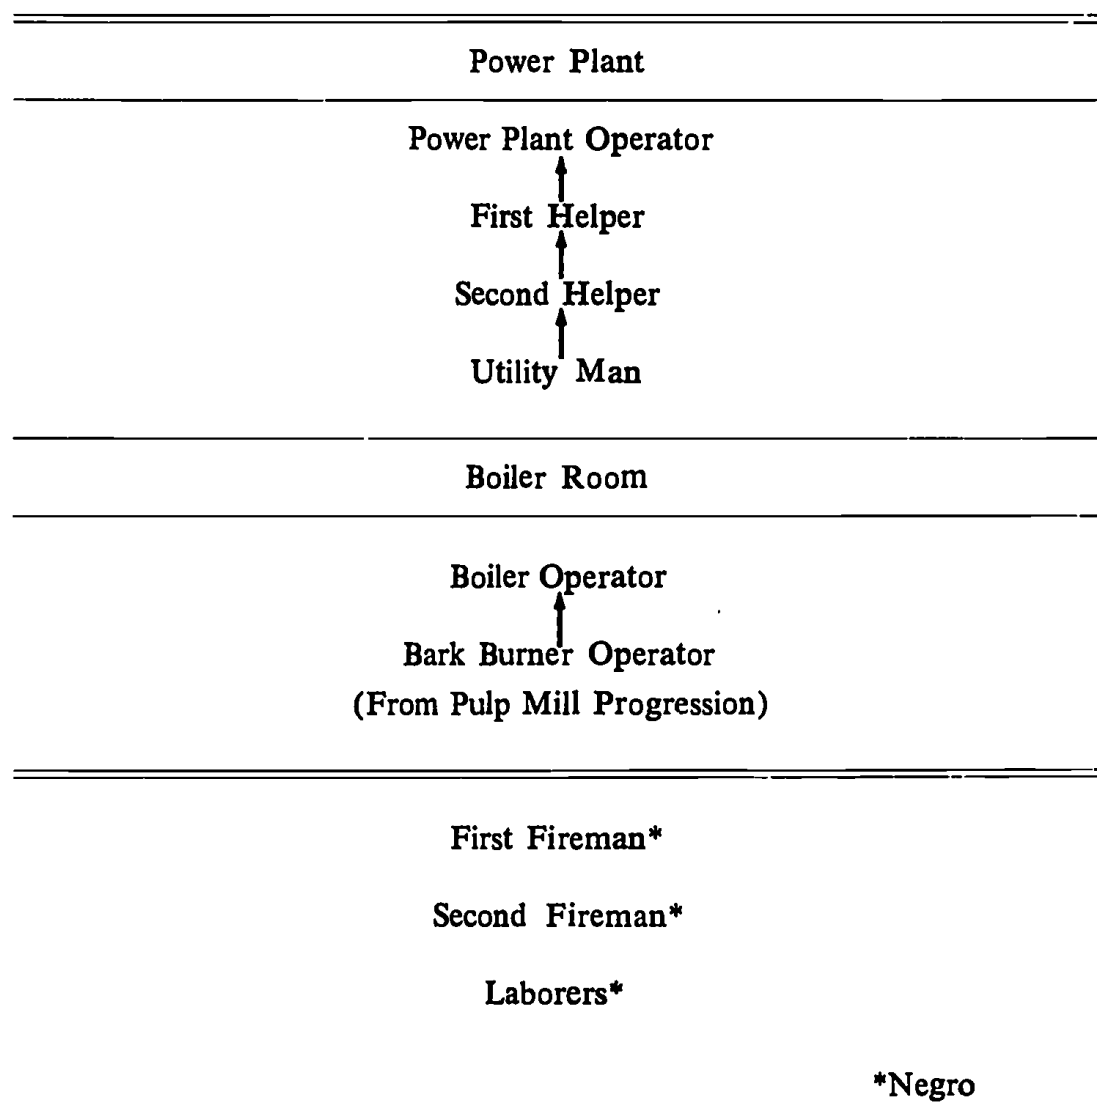 Power Plant
Power Plant Operator
First Helper
Second Helper
Utility Man
Boiler Room
Boiler Operator
Bark Burner Operator
(From Pulp Mill Progression)
First Fireman*
Second Fireman*
Laborers*
*Negro